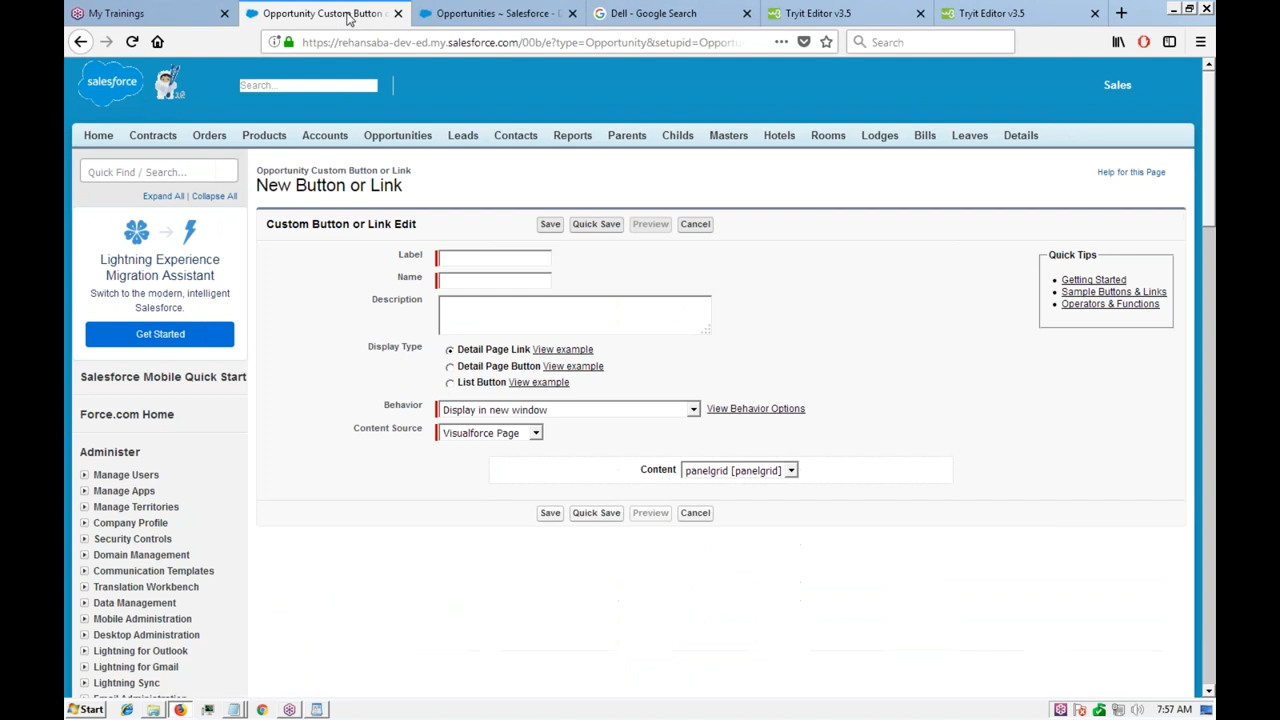 My Trainings
Opportunity Custom Button o
Opportunities ~ Salesforce - D
Dell - Google Search
Tryit Editor v3.5
Tryit Editor v3.5
https://rehansaba-dev-ed.my.salesforce.com/00b/e?type=Opportunity&setupid=Opportu
Search
salesforce
Search...
Sales
Home Contracts Orders Products Accounts Opportunities Leads Contacts Reports Parents Childs Masters Hotels Rooms Lodges Bills Leaves Details
Quick Find / Search...
Expand All | Collapse All
Lightning Experience
Migration Assistant
Switch to the modern, intelligent
Salesforce.
Get Started
Salesforce Mobile Quick Start
Force.com Home
Administer
Manage Users
Manage Apps
Manage Territories
Company Profile
Security Controls
Domain Management
Communication Templates
Translation Workbench
Data Management
Mobile Administration
Desktop Administration
Lightning for Outlook
Lightning for Gmail
Lightning Sync
Email Administration
Opportunity Custom Button or Link
New Button or Link
Help for this Page
Custom Button or Link Edit
Save Quick Save Preview Cancel
Label
Name
Description
Display Type
Detail Page Link View example
Detail Page Button View example
List Button View example
Behavior
Display in new window
View Behavior Options
Content Source
Visualforce Page
Content
panelgrid [panelgrid]
Save Quick Save Preview Cancel
Quick Tips
Getting Started
Sample Buttons & Links
Operators & Functions
Start
7:57 AM